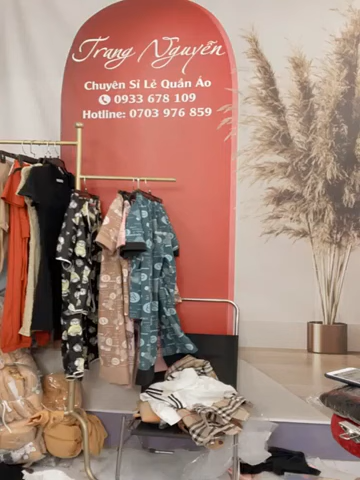 Trang Nguyễn
Chuyên Sỉ Lẻ Quần Áo
0933 678 109
Hotline: 0703 976 859